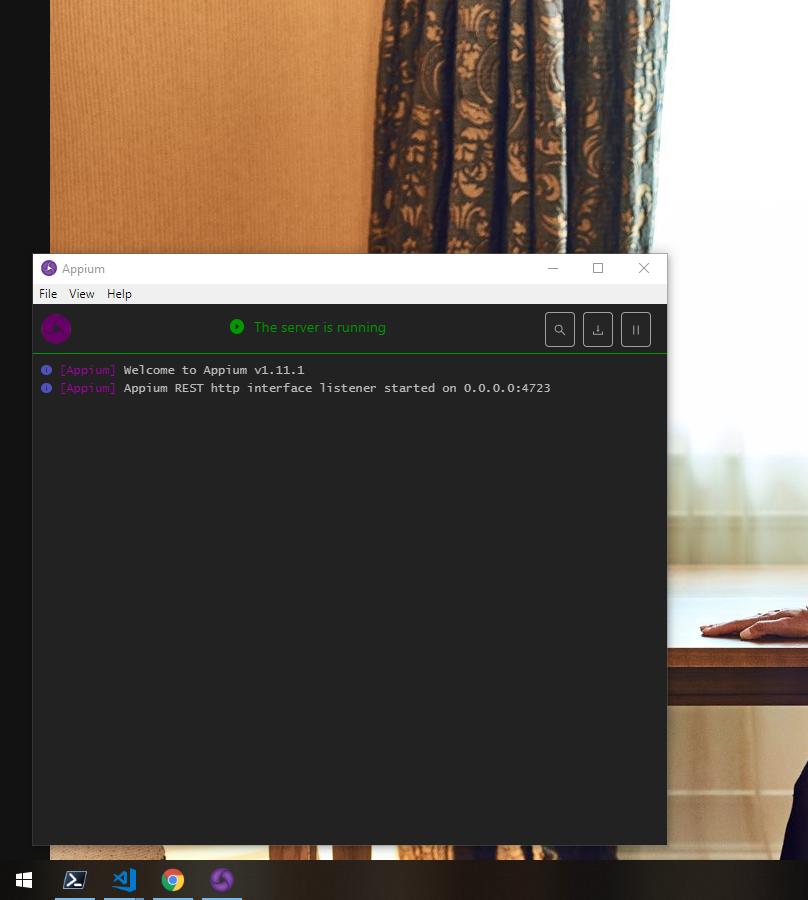 Appium
File View Help
The server is running
[Appium] Welcome to Appium v1.11.1
[Appium] Appium REST http interface listener started on 0.0.0.0:4723